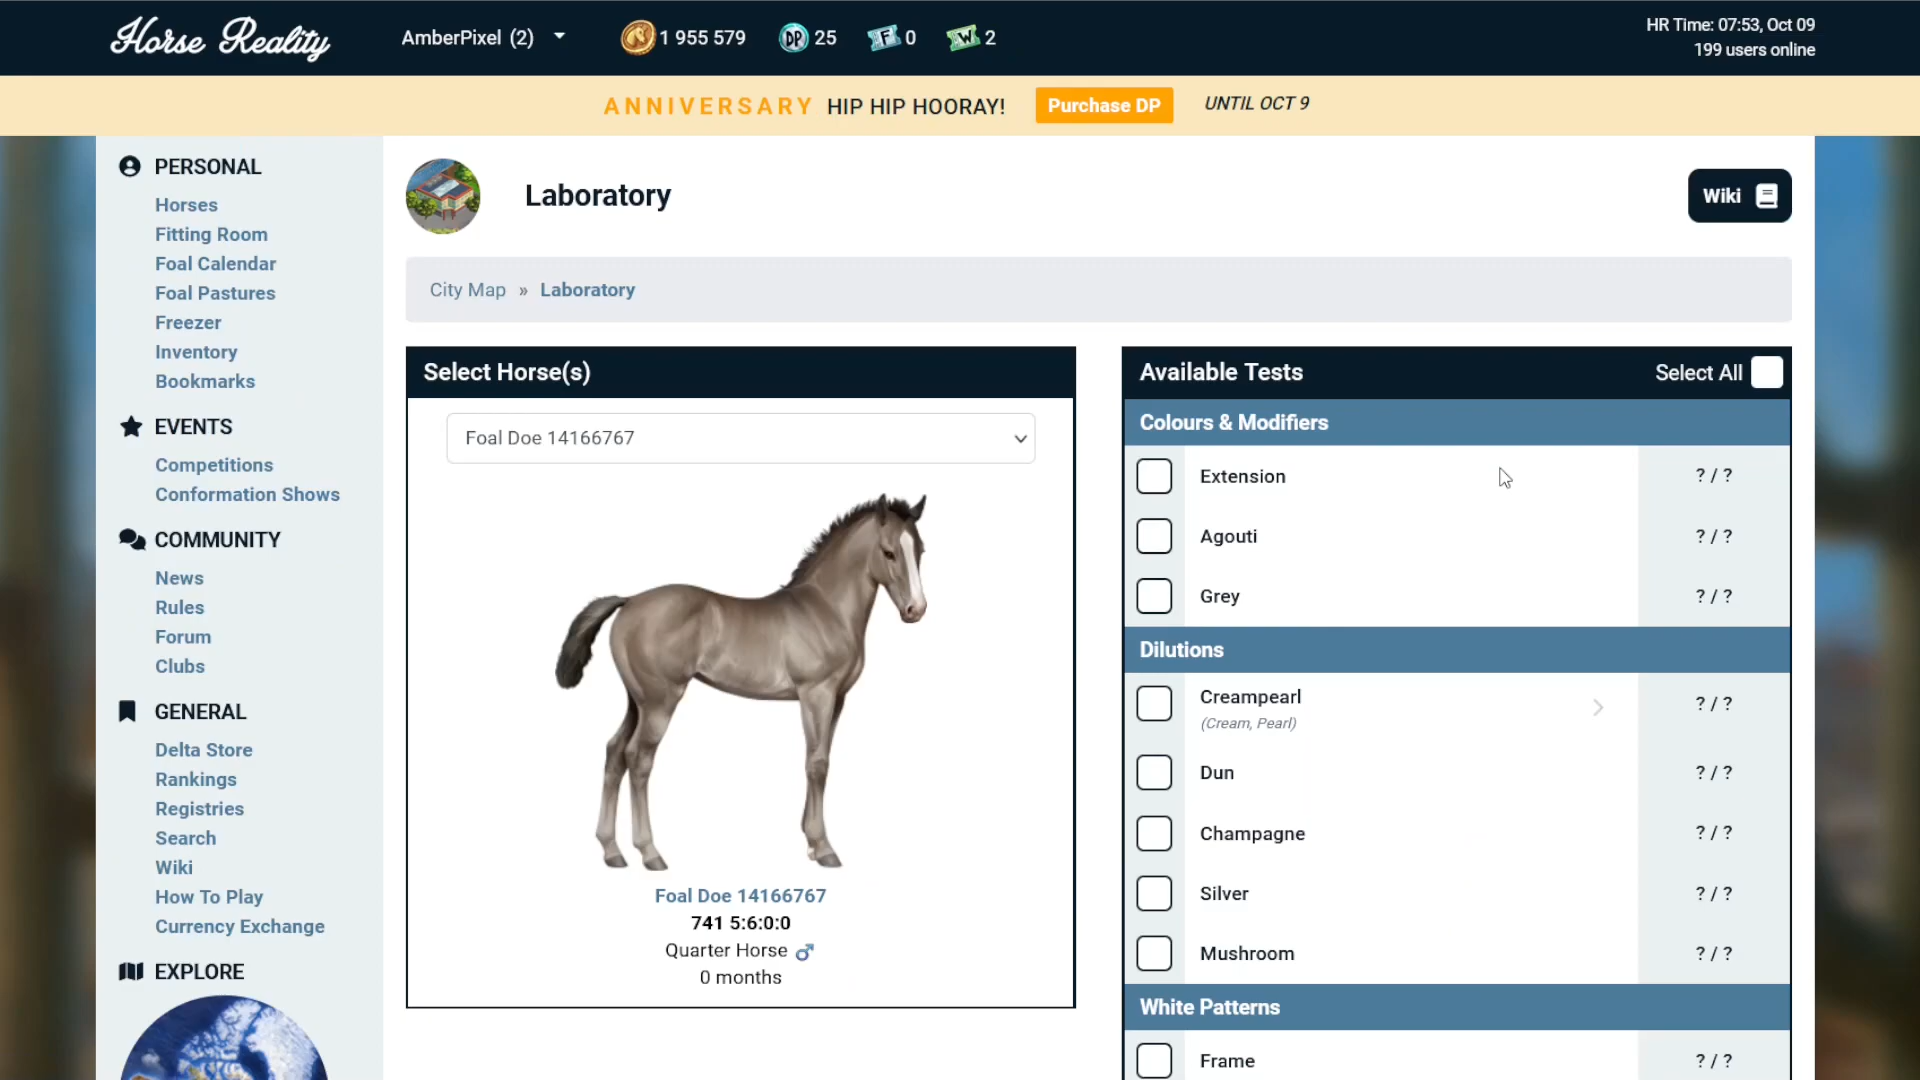 Horse Reality
AmberPixel (2)
1 955 579
DP 25
F 0
W 2
HR Time: 07:53, Oct 09
199 users online
ANNIVERSARY HIP HIP HOORAY!
Purchase DP
UNTIL OCT 9
PERSONAL
Horses
Fitting Room
Foal Calendar
Foal Pastures
Freezer
Inventory
Bookmarks
EVENTS
Competitions
Conformation Shows
COMMUNITY
News
Rules
Forum
Clubs
GENERAL
Delta Store
Rankings
Registries
Search
Wiki
How To Play
Currency Exchange
EXPLORE
Laboratory
Wiki
City Map » Laboratory
Select Horse(s)
Foal Doe 14166767
Foal Doe 14166767
741 5:6:0:0
Quarter Horse ♂
0 months
Available Tests
Select All
Colours & Modifiers
Extension ? / ?
Agouti ? / ?
Grey ? / ?
Dilutions
Creampearl ? / ?
(Cream, Pearl)
Dun ? / ?
Champagne ? / ?
Silver ? / ?
Mushroom ? / ?
White Patterns
Frame ? / ?